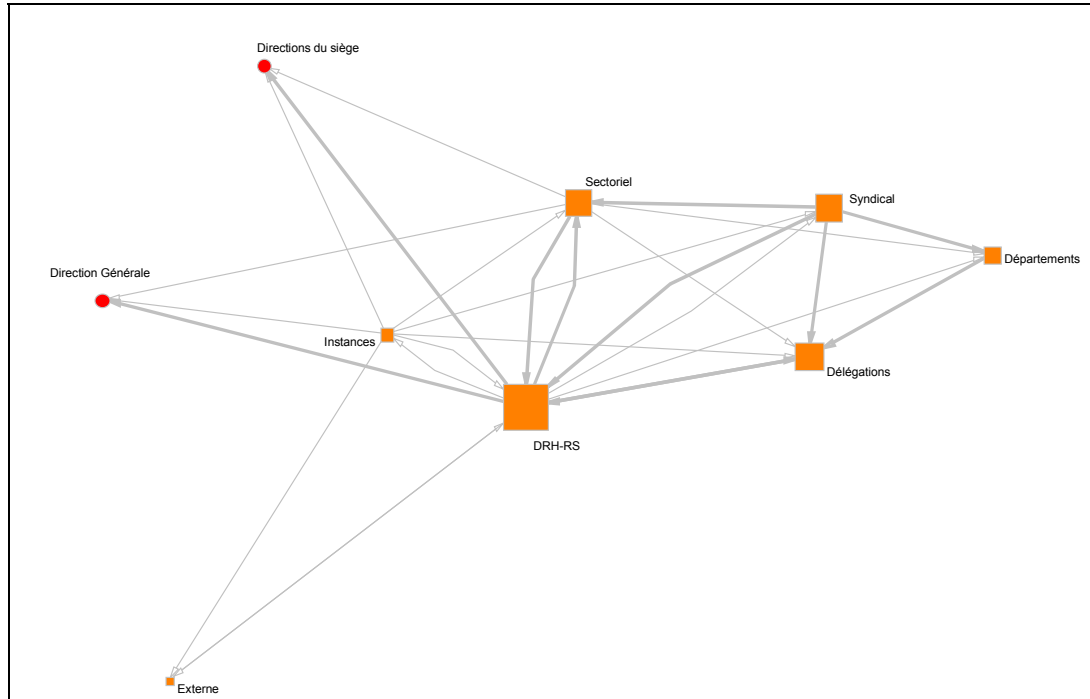 Directions du siège
Sectoriel
Syndical
Départements
Direction Générale
Instances
Délégations
DRH-RS
Externe